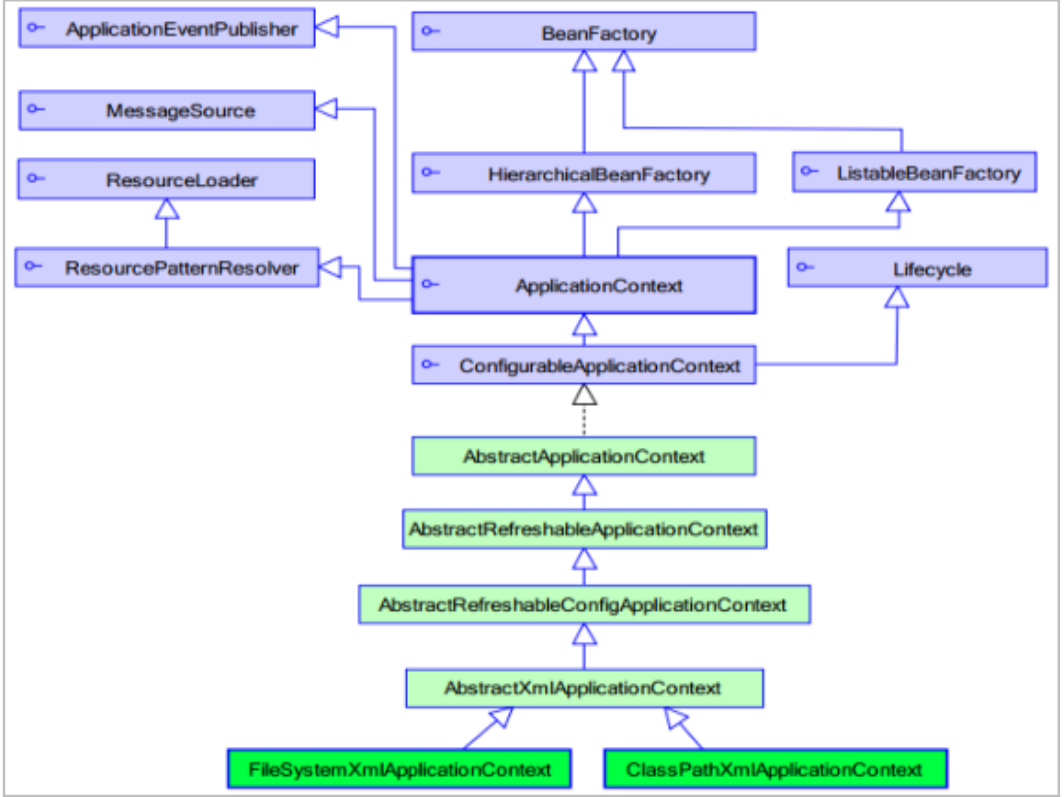 ApplicationEventPublisher
BeanFactory
MessageSource
ResourceLoader
HierarchicalBeanFactory
ListableBeanFactory
ResourcePatternResolver
ApplicationContext
Lifecycle
ConfigurableApplicationContext
AbstractApplicationContext
AbstractRefreshableApplicationContext
AbstractRefreshableConfigApplicationContext
AbstractXmlApplicationContext
FileSystemXmlApplicationContext
ClassPathXmlApplicationContext